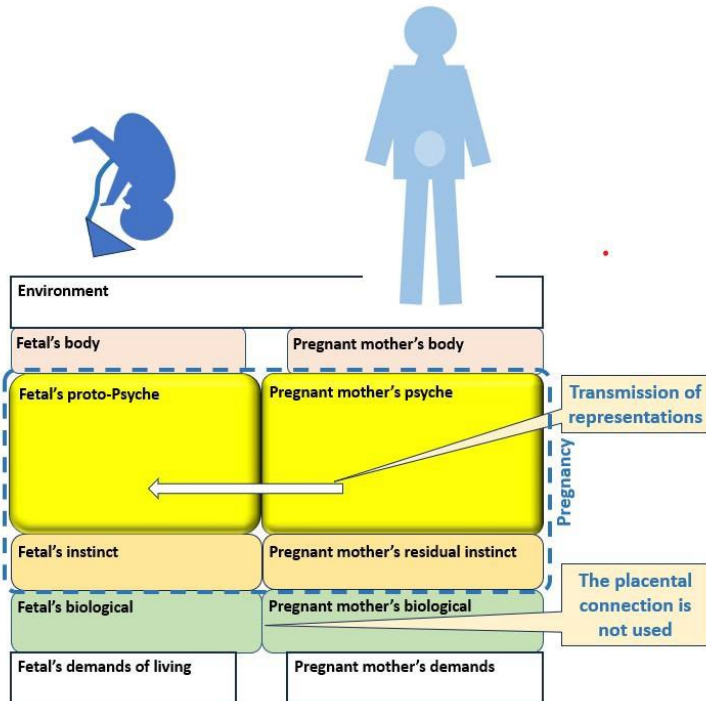 Environment
Fetal's body
Pregnant mother's body
Fetal's proto-Psyche
Pregnant mother's psyche
Transmission of
representations
Pregnancy
Fetal's instinct
Pregnant mother's residual instinct
The placental
connection is
not used
Fetal's biological
Pregnant mother's biological
Fetal's demands of living
Pregnant mother's demands